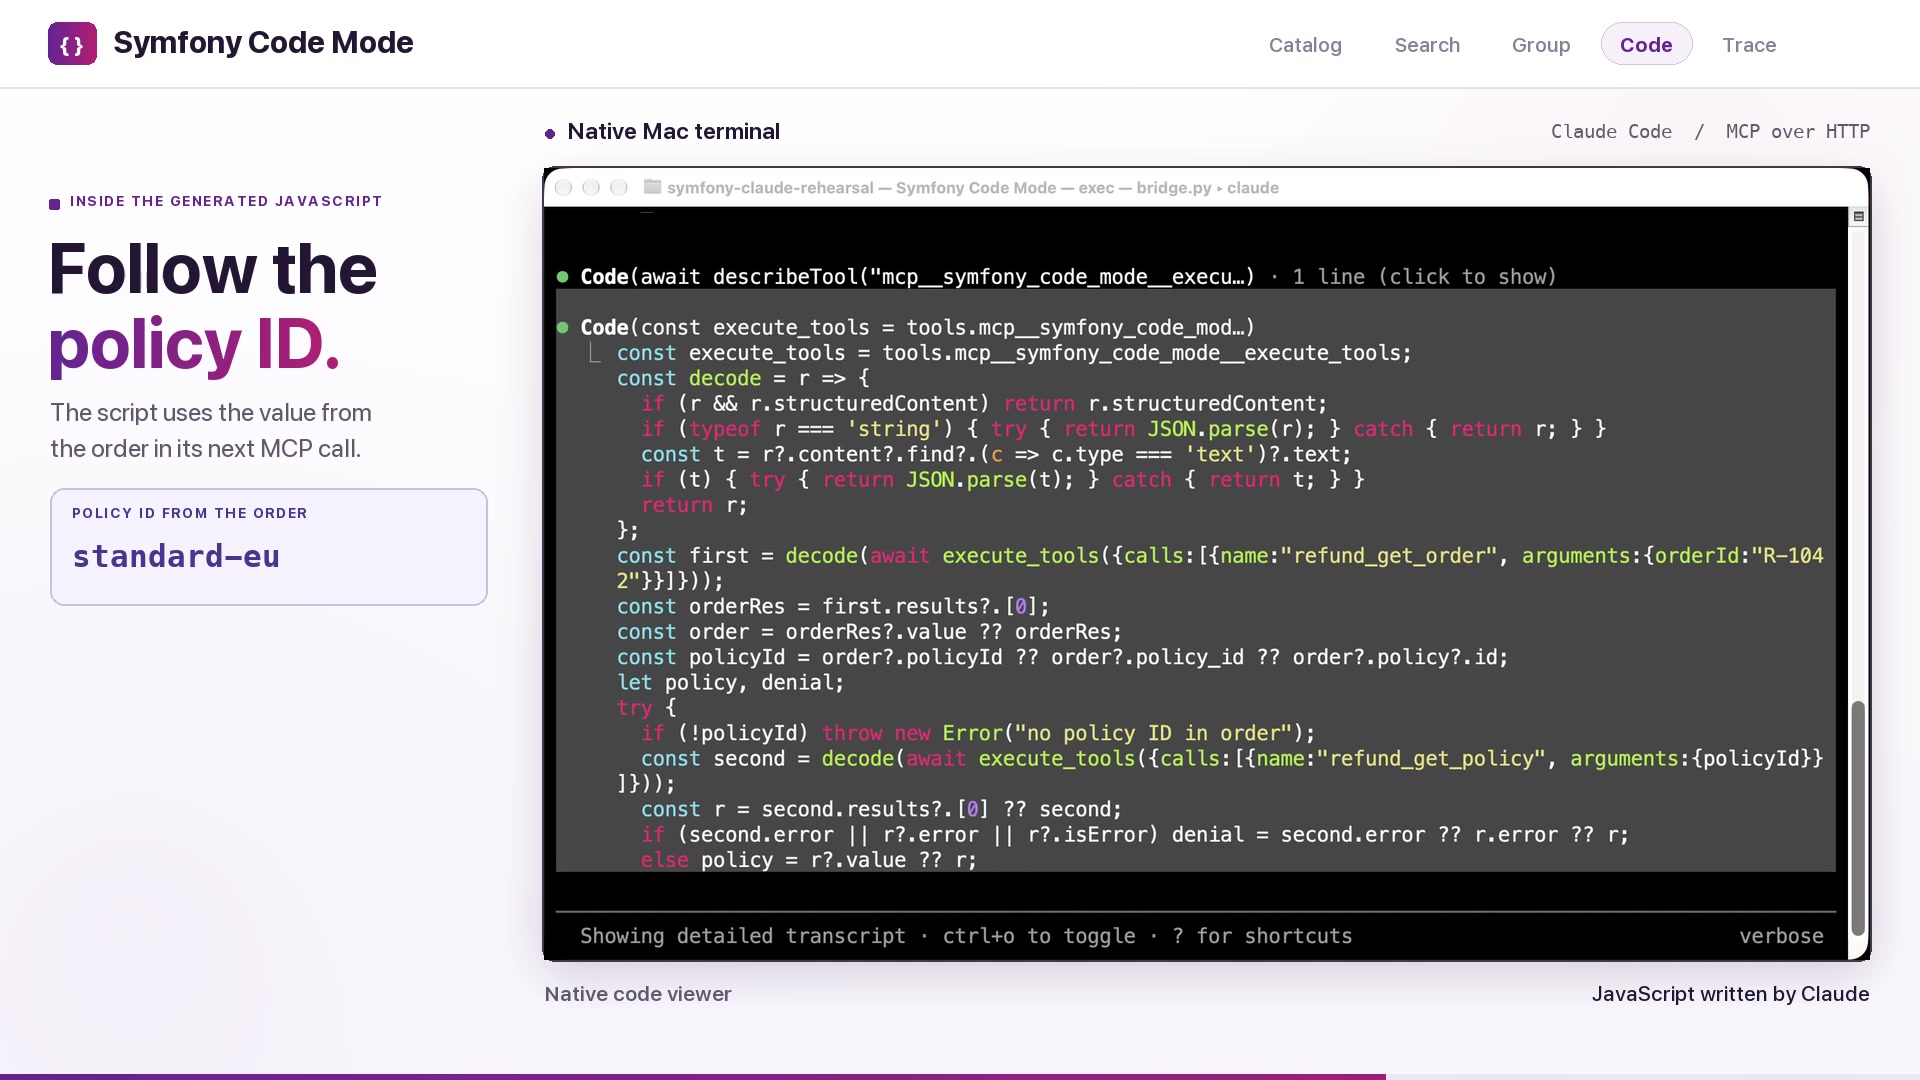 { } Symfony Code Mode
Catalog Search Group Code Trace
INSIDE THE GENERATED JAVASCRIPT
Follow the
policy ID.
The script uses the value from
the order in its next MCP call.
POLICY ID FROM THE ORDER
standard-eu
Native Mac terminal
Claude Code / MCP over HTTP
symfony-claude-rehearsal — Symfony Code Mode — exec — bridge.py ▸ claude
Code(await describeTool("mcp__symfony_code_mode__execu…) · 1 line (click to show)
Code(const execute_tools = tools.mcp__symfony_code_mod…)
const execute_tools = tools.mcp__symfony_code_mode__execute_tools;
const decode = r => {
if (r && r.structuredContent) return r.structuredContent;
if (typeof r === 'string') { try { return JSON.parse(r); } catch { return r; } }
const t = r?.content?.find?.(c => c.type === 'text')?.text;
if (t) { try { return JSON.parse(t); } catch { return t; } }
return r;
};
const first = decode(await execute_tools({calls:[{name:"refund_get_order", arguments:{orderId:"R-104
2"}}]}));
const orderRes = first.results?.[0];
const order = orderRes?.value ?? orderRes;
const policyId = order?.policyId ?? order?.policy_id ?? order?.policy?.id;
let policy, denial;
try {
if (!policyId) throw new Error("no policy ID in order");
const second = decode(await execute_tools({calls:[{name:"refund_get_policy", arguments:{policyId}}
]}));
const r = second.results?.[0] ?? second;
if (second.error || r?.error || r?.isError) denial = second.error ?? r.error ?? r;
else policy = r?.value ?? r;
Showing detailed transcript · ctrl+o to toggle · ? for shortcuts verbose
Native code viewer
JavaScript written by Claude